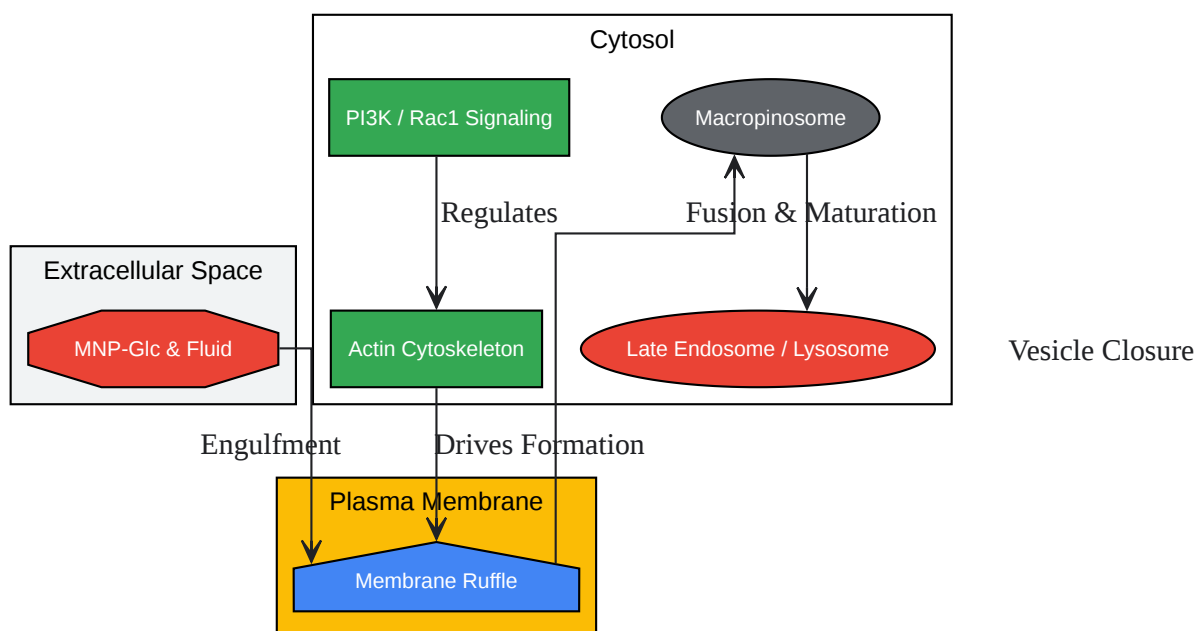 Cytosol
PI3K / Rac1 Signaling
Macropinosome
Regulates
Fusion & Maturation
Extracellular Space
MNP-Glc & Fluid
Actin Cytoskeleton
Late Endosome / Lysosome
Vesicle Closure
Engulfment
Drives Formation
Plasma Membrane
Membrane Ruffle